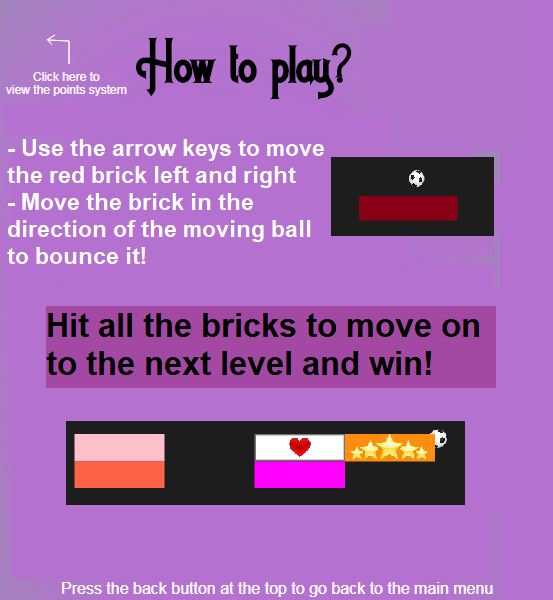 How to play?
Click here to
view the points system
- Use the arrow keys to move
the red brick left and right
- Move the brick in the
direction of the moving ball
to bounce it!
Hit all the bricks to move on
to the next level and win!
Press the back button at the top to go back to the main menu